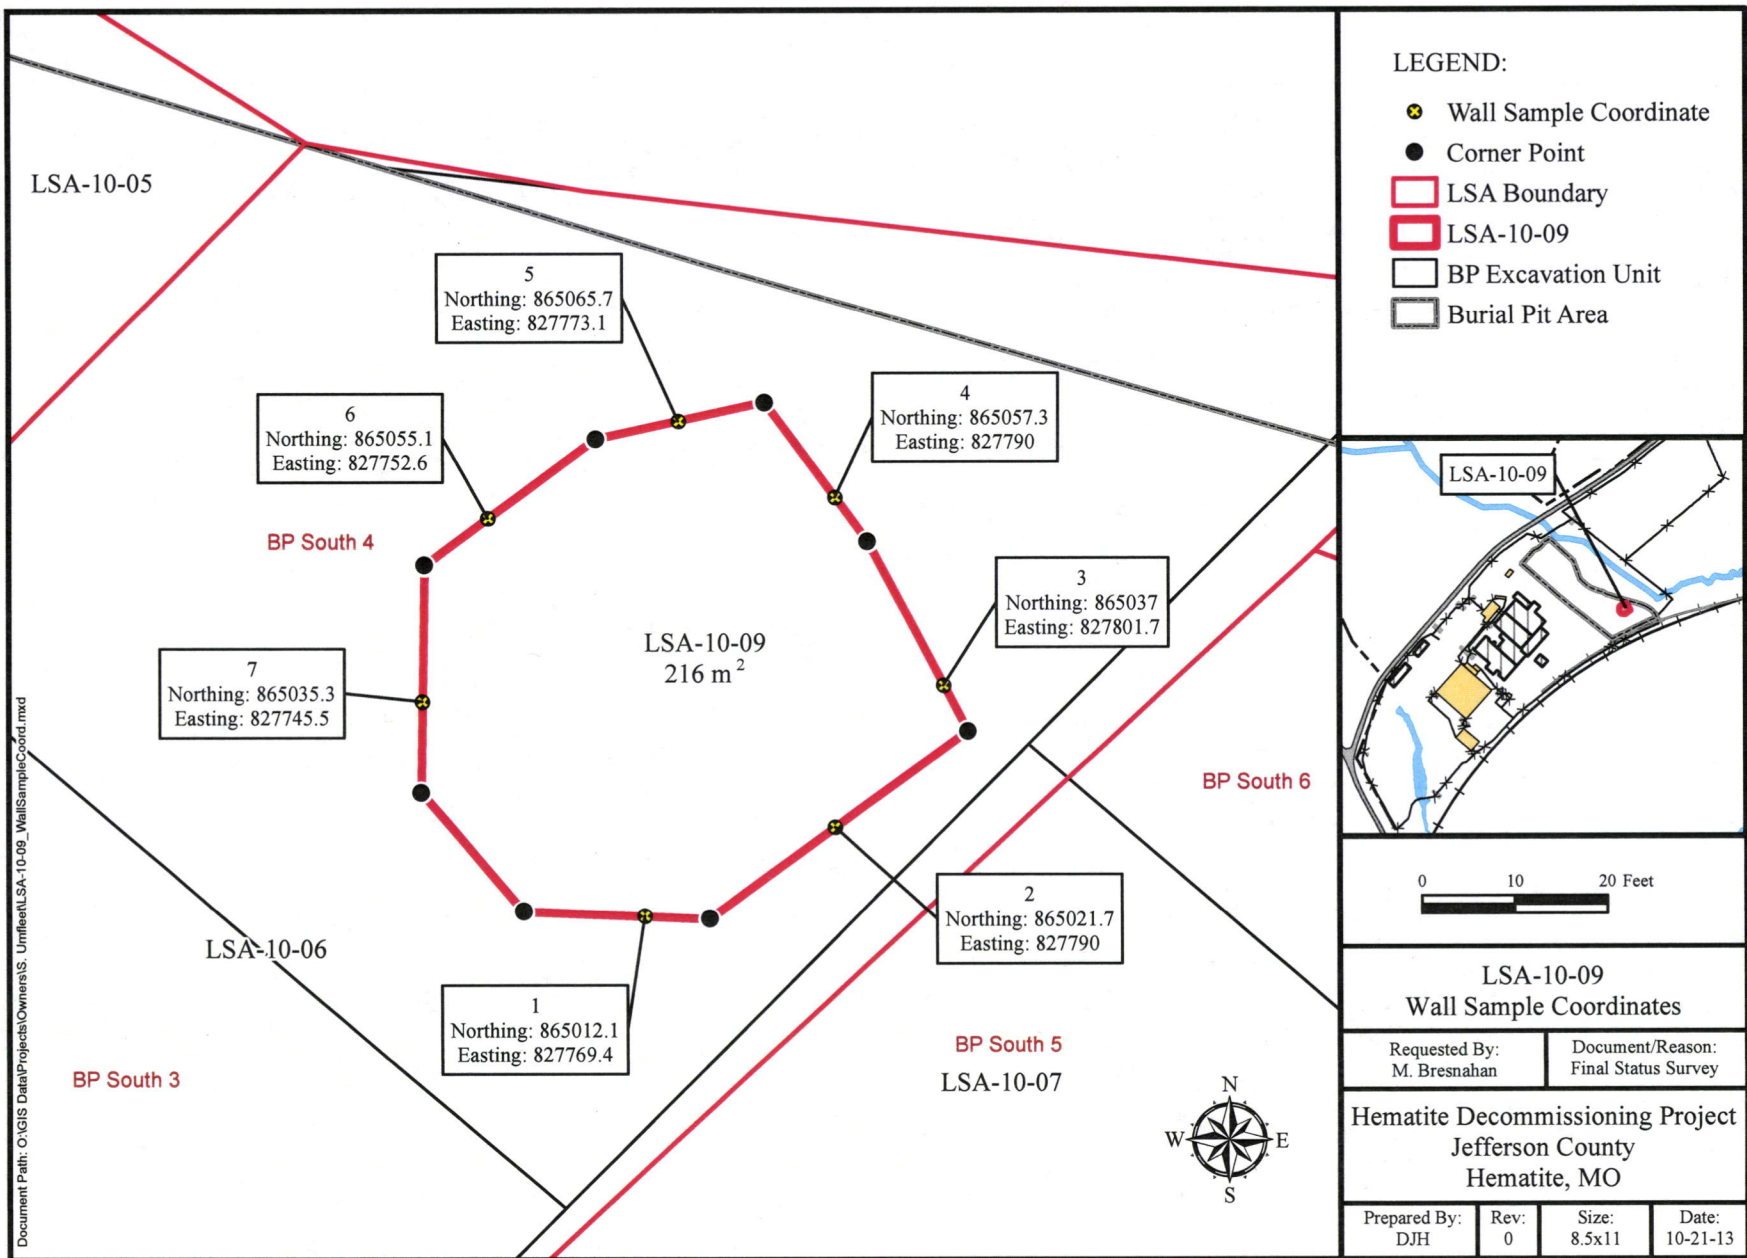 LSA-10-05
5
Northing: 865065.7
Easting: 827773.1
6
Northing: 865055.1
Easting: 827752.6
4
Northing: 865057.3
Easting: 827790
BP South 4
3
Northing: 865037
Easting: 827801.7
LSA-10-09
216 m 2
7
Northing: 865035.3
Easting: 827745.5
BP South 6
2
Northing: 865021.7
Easting: 827790
LSA-10-06
1
Northing: 865012.1
Easting: 827769.4
BP South 5
LSA-10-07
BP South 3
N
W E
S
Document Path: O:\GIS Data\Projects\Owners\S. Umfleet\LSA-10-09_WallSampleCoord.mxd
LEGEND:
Wall Sample Coordinate
Corner Point
LSA Boundary
LSA-10-09
BP Excavation Unit
Burial Pit Area
LSA-10-09
0 10 20 Feet
LSA-10-09
Wall Sample Coordinates
Requested By:
M. Bresnahan
Document/Reason:
Final Status Survey
Hematite Decommissioning Project
Jefferson County
Hematite, MO
Prepared By:
DJH
Rev:
0
Size:
8.5x11
Date:
10-21-13